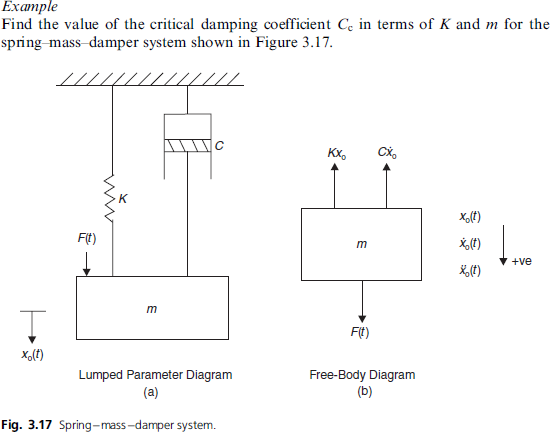 Example
Find the value of the critical damping coefficient Cc in terms of K and m for the
spring–mass–damper system shown in Figure 3.17.
C
K
F(t)
m
xo(t)
Lumped Parameter Diagram
(a)
Kxo
Cẋo
m
F(t)
xo(t)
ẋo(t)
ẍo(t)
+ve
Free-Body Diagram
(b)
Fig. 3.17 Spring–mass–damper system.